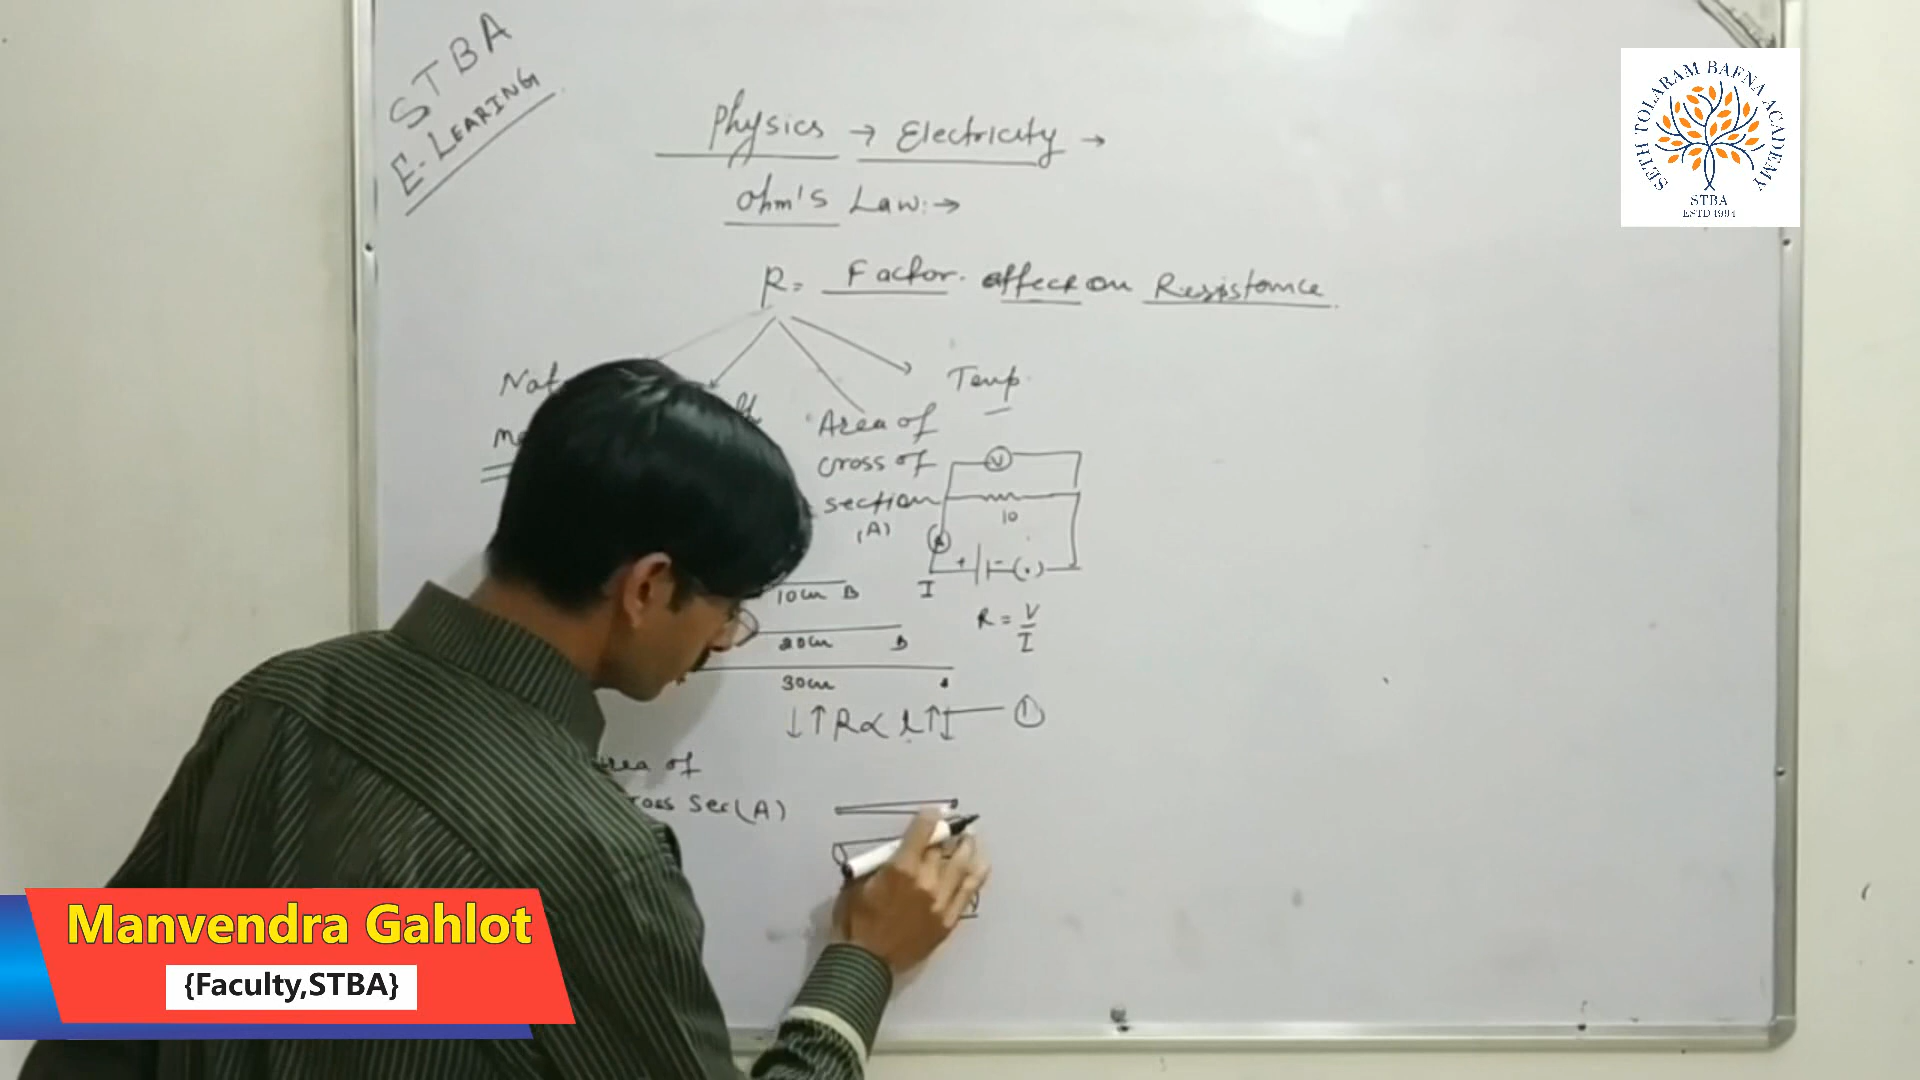 STBA
E-LEARING
Physics → Electricity →
Ohm's Law:→
R = Factor. affect on Resistance
Temp.
Area of
cross of
section
(A)
V
10
A
+ -
I
10cm B
20cm B
30cm
R = V/I
↓↑ R ∝ l ↑↓ — ①
Area of
Cross Sec(A)
SETH TOLARAM BAFNA ACADEMY
STBA
ESTD 1994
Manvendra Gahlot
{Faculty,STBA}